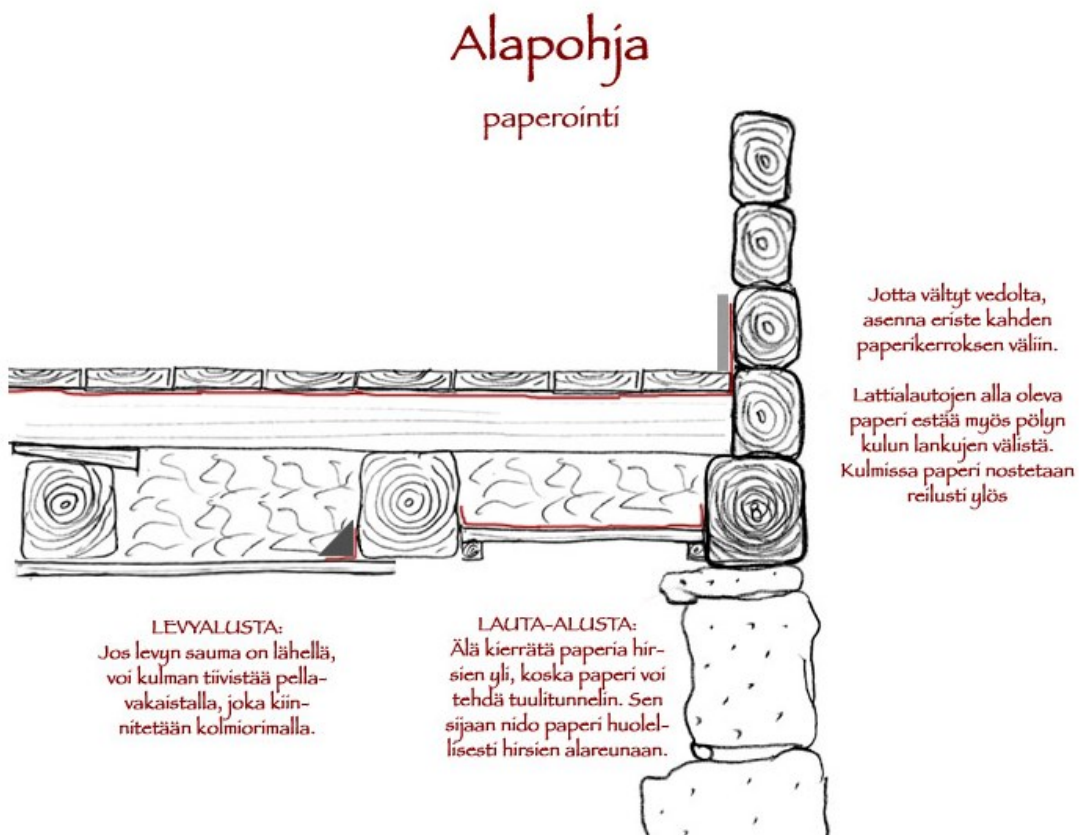 Alapohja
paperointi
Jotta vältyt vedolta,
asenna eriste kahden
paperikerroksen väliin.
Lattialautojen alla oleva
paperi estää myös pölyn
kulun lankujen välistä.
Kulmissa paperi nostetaan
reilusti ylös
LEVYALUSTA:
Jos levyn sauma on lähellä,
voi kulman tiivistää pella-
vakaistalla, joka kiin-
nitetään kolmiorimalla.
LAUTA-ALUSTA:
Älä kierrätä paperia hir-
sien yli, koska paperi voi
tehdä tuulitunnelin. Sen
sijaan nido paperi huolel-
lisesti hirsien alareunaan.